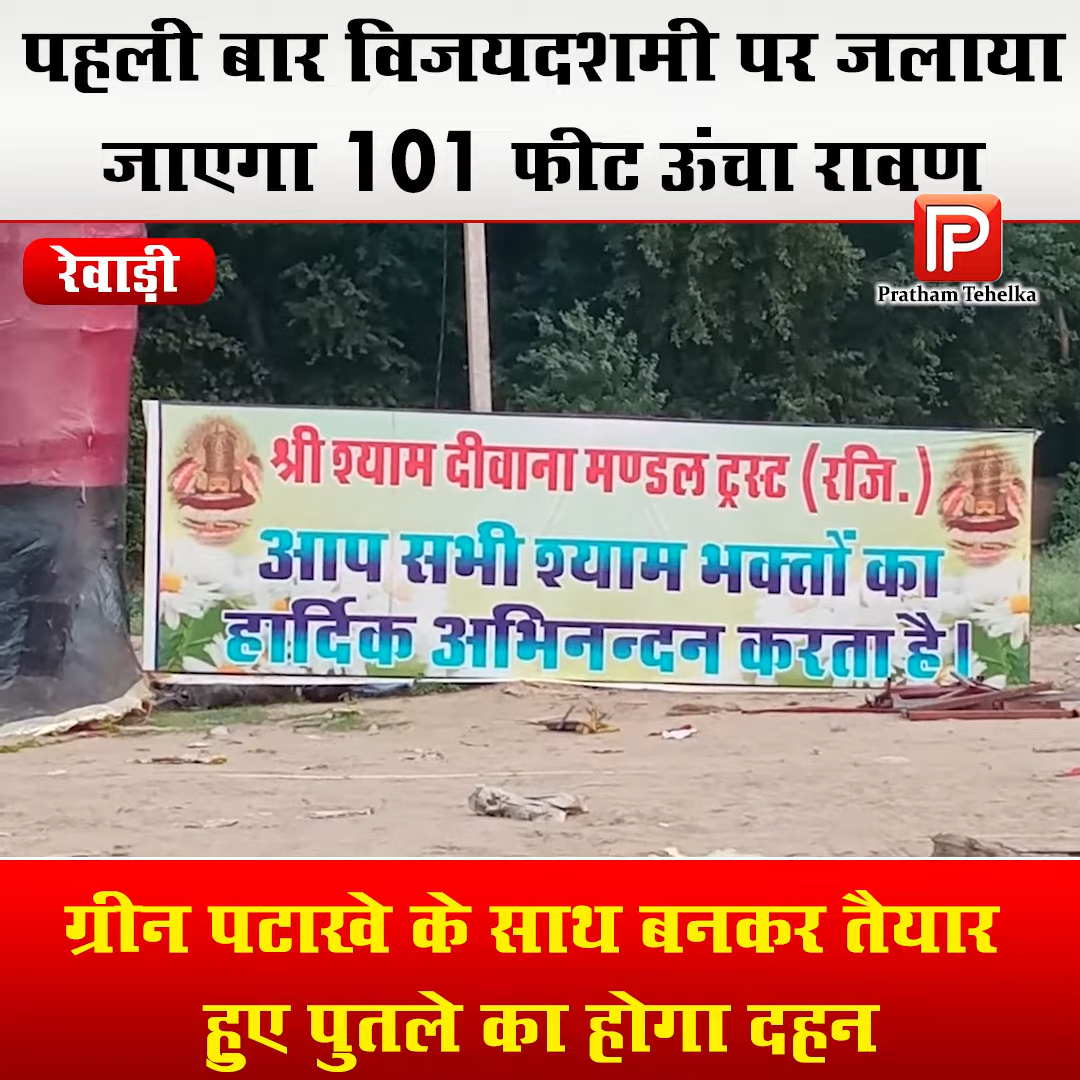 पहली बार विजयदशमी पर जलाया
जाएगा 101 फीट ऊंचा रावण
रेवाड़ी
Pratham Tehelka
श्री श्याम दीवाना मण्डल ट्रस्ट (रजि.)
आप सभी श्याम भक्तों का
हार्दिक अभिनन्दन करता है।
ग्रीन पटाखे के साथ बनकर तैयार
हुए पुतले का होगा दहन